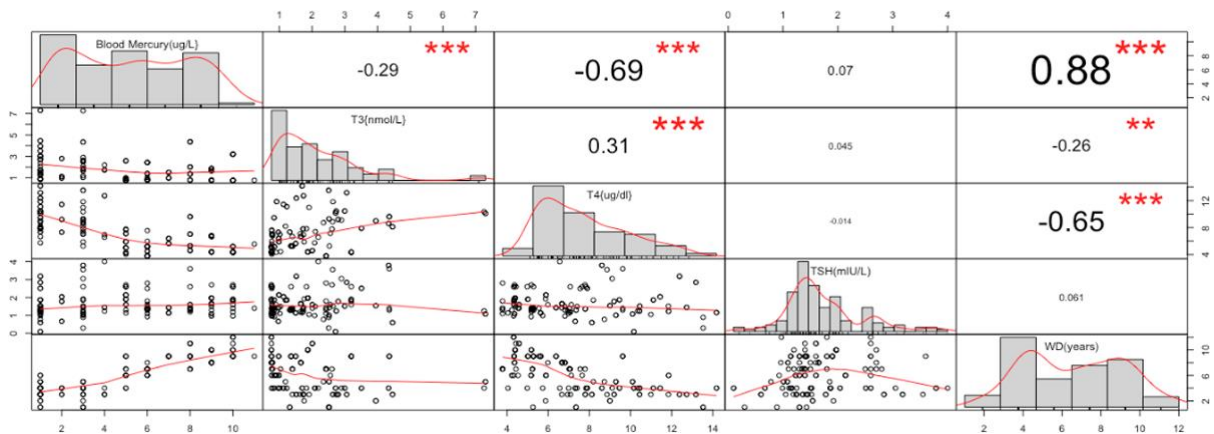 1 2 3 4 5 6 7
0 1 2 3 4
Blood Mercury(ug/L}
-0.29 ***
-0.69 ***
0.07
0.88 ***
2 4 6 8
1 3 5 7
T3{nmol/L}
0.31 ***
0.045
-0.26 **
T4(ug/dl)
-0.014
-0.65 ***
4 8 12
0 1 2 3 4
TSH(mIU/L)
0.061
WD(years)
2 4 6 8 10
2 4 6 8 10
4 6 8 10 12 14
2 4 6 8 10 12